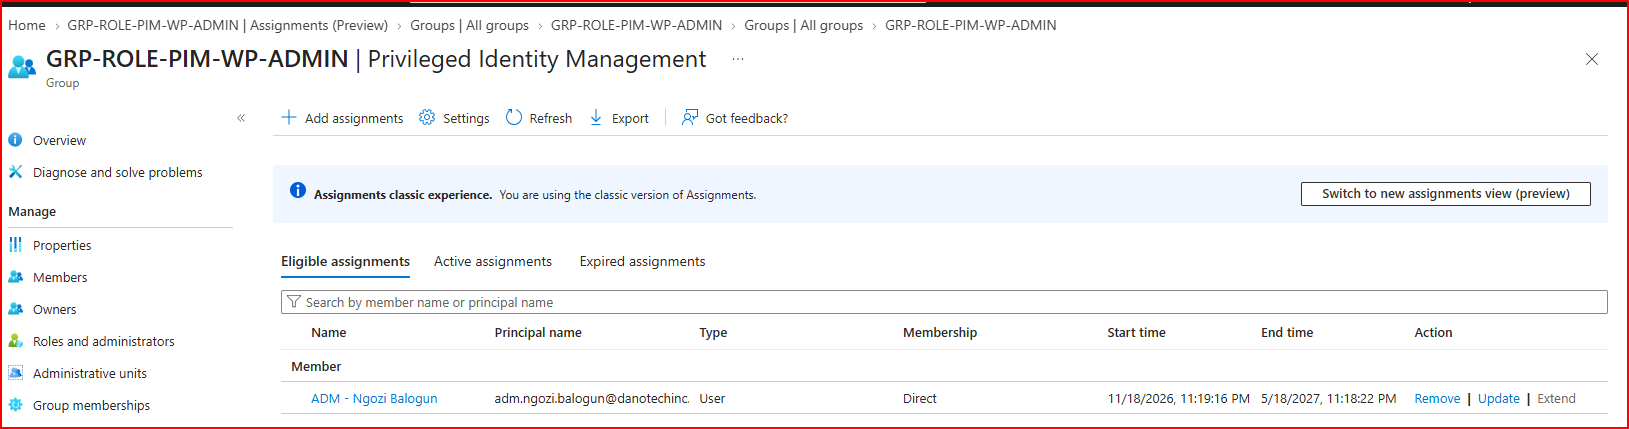 Home > GRP-ROLE-PIM-WP-ADMIN | Assignments (Preview) > Groups | All groups > GRP-ROLE-PIM-WP-ADMIN > Groups | All groups > GRP-ROLE-PIM-WP-ADMIN
GRP-ROLE-PIM-WP-ADMIN | Privileged Identity Management ...
Group
«
Overview
Diagnose and solve problems
Manage
Properties
Members
Owners
Roles and administrators
Administrative units
Group memberships
Add assignments Settings Refresh Export | Got feedback?
Assignments classic experience. You are using the classic version of Assignments. Switch to new assignments view (preview)
Eligible assignments Active assignments Expired assignments
Search by member name or principal name
Name Principal name Type Membership Start time End time Action
Member
ADM - Ngozi Balogun adm.ngozi.balogun@danotechinc. User Direct 11/18/2026, 11:19:16 PM 5/18/2027, 11:18:22 PM Remove | Update | Extend